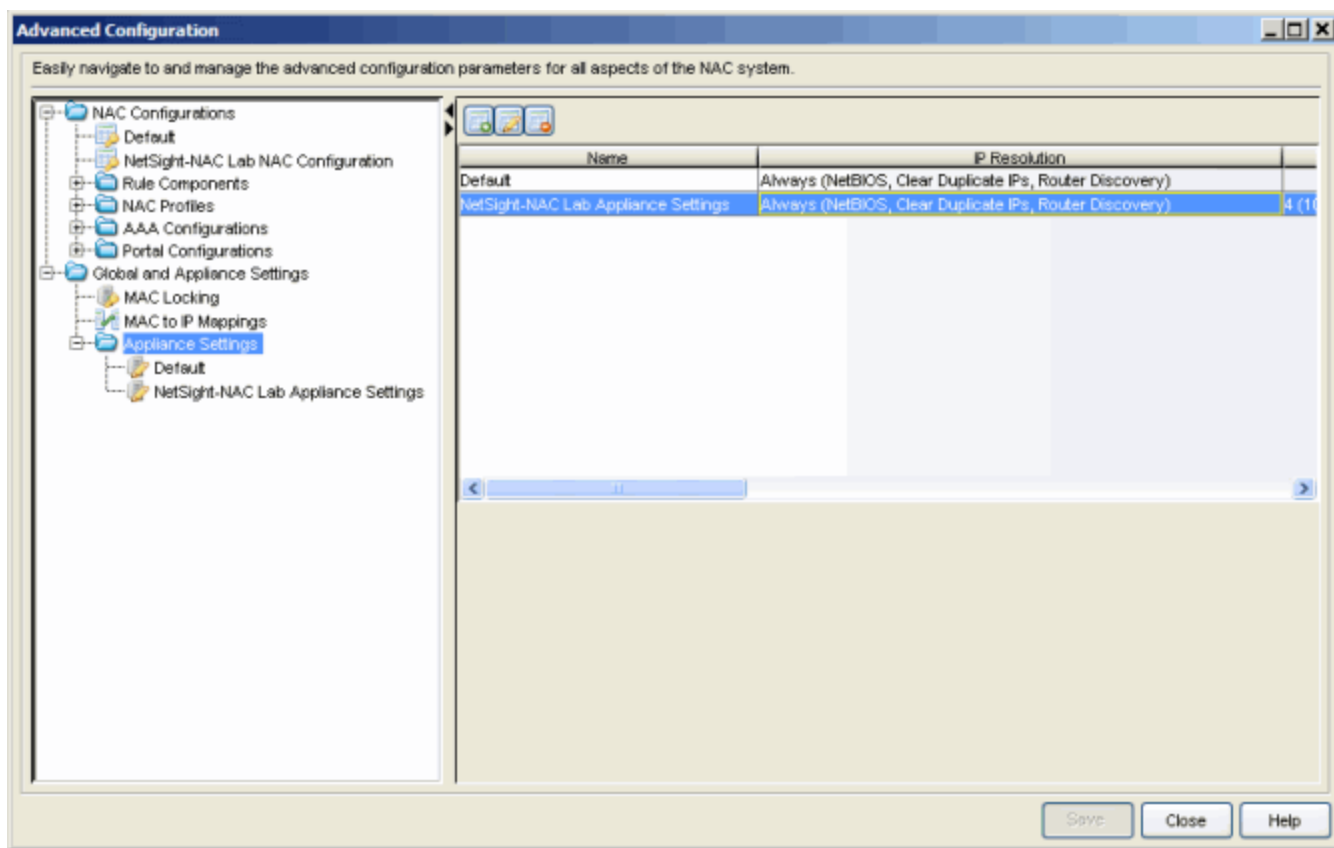 Advanced Configuration
Easily navigate to and manage the advanced configuration parameters for all aspects of the NAC system.
NAC Configurations
Default
NetSight-NAC Lab NAC Configuration
Rule Components
NAC Profiles
AAA Configurations
Portal Configurations
Global and Appliance Settings
MAC Locking
MAC to IP Mappings
Appliance Settings
Default
NetSight-NAC Lab Appliance Settings
Name IP Resolution
Default Always (NetBIOS, Clear Duplicate IPs, Router Discovery)
NetSight-NAC Lab Appliance Settings Always (NetBIOS, Clear Duplicate IPs, Router Discovery) 4 (10
Save Close Help